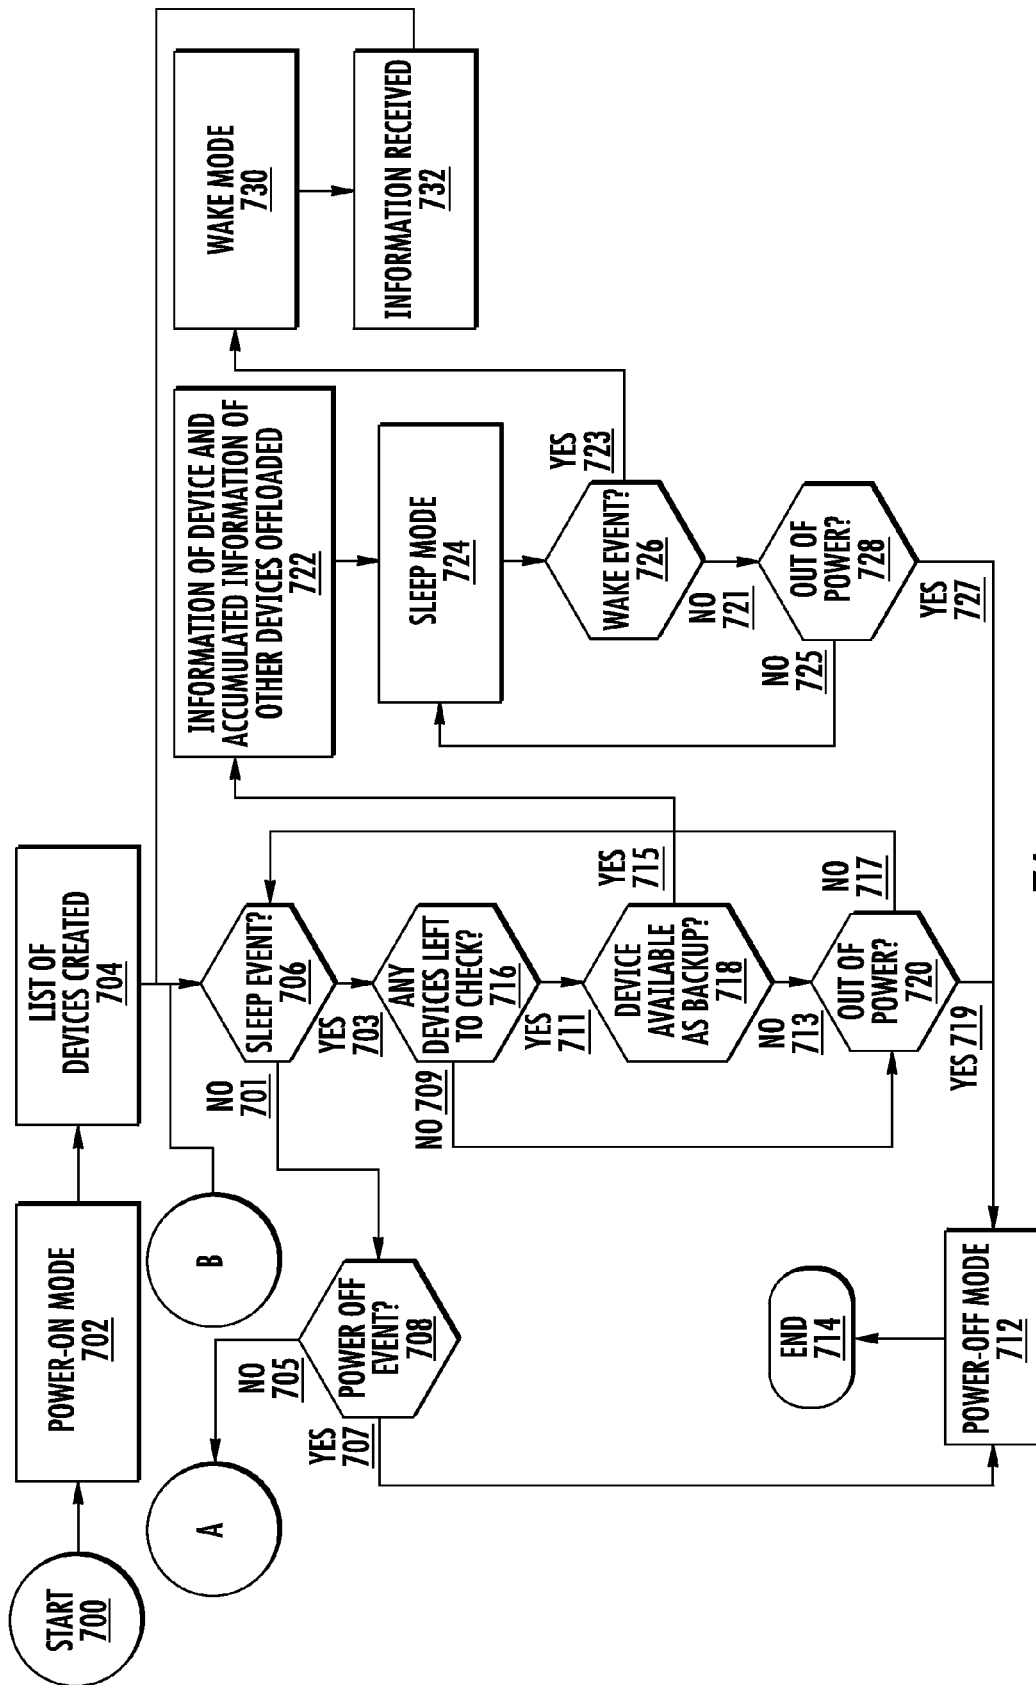 START
700
POWER-ON MODE
702
LIST OF
DEVICES CREATED
704
A
B
NO
705
NO
701
SLEEP EVENT?
706
YES
703
POWER OFF
EVENT?
708
YES
707
NO 709
ANY
DEVICES LEFT
TO CHECK?
716
YES
711
DEVICE
AVAILABLE
AS BACKUP?
718
YES
715
NO
713
OUT OF
POWER?
720
NO
717
YES 719
END
714
POWER-OFF MODE
712
INFORMATION OF DEVICE AND
ACCUMULATED INFORMATION OF
OTHER DEVICES OFFLOADED
722
SLEEP MODE
724
WAKE EVENT?
726
YES
723
NO
721
OUT OF
POWER?
728
NO
725
YES
727
WAKE MODE
730
INFORMATION RECEIVED
732